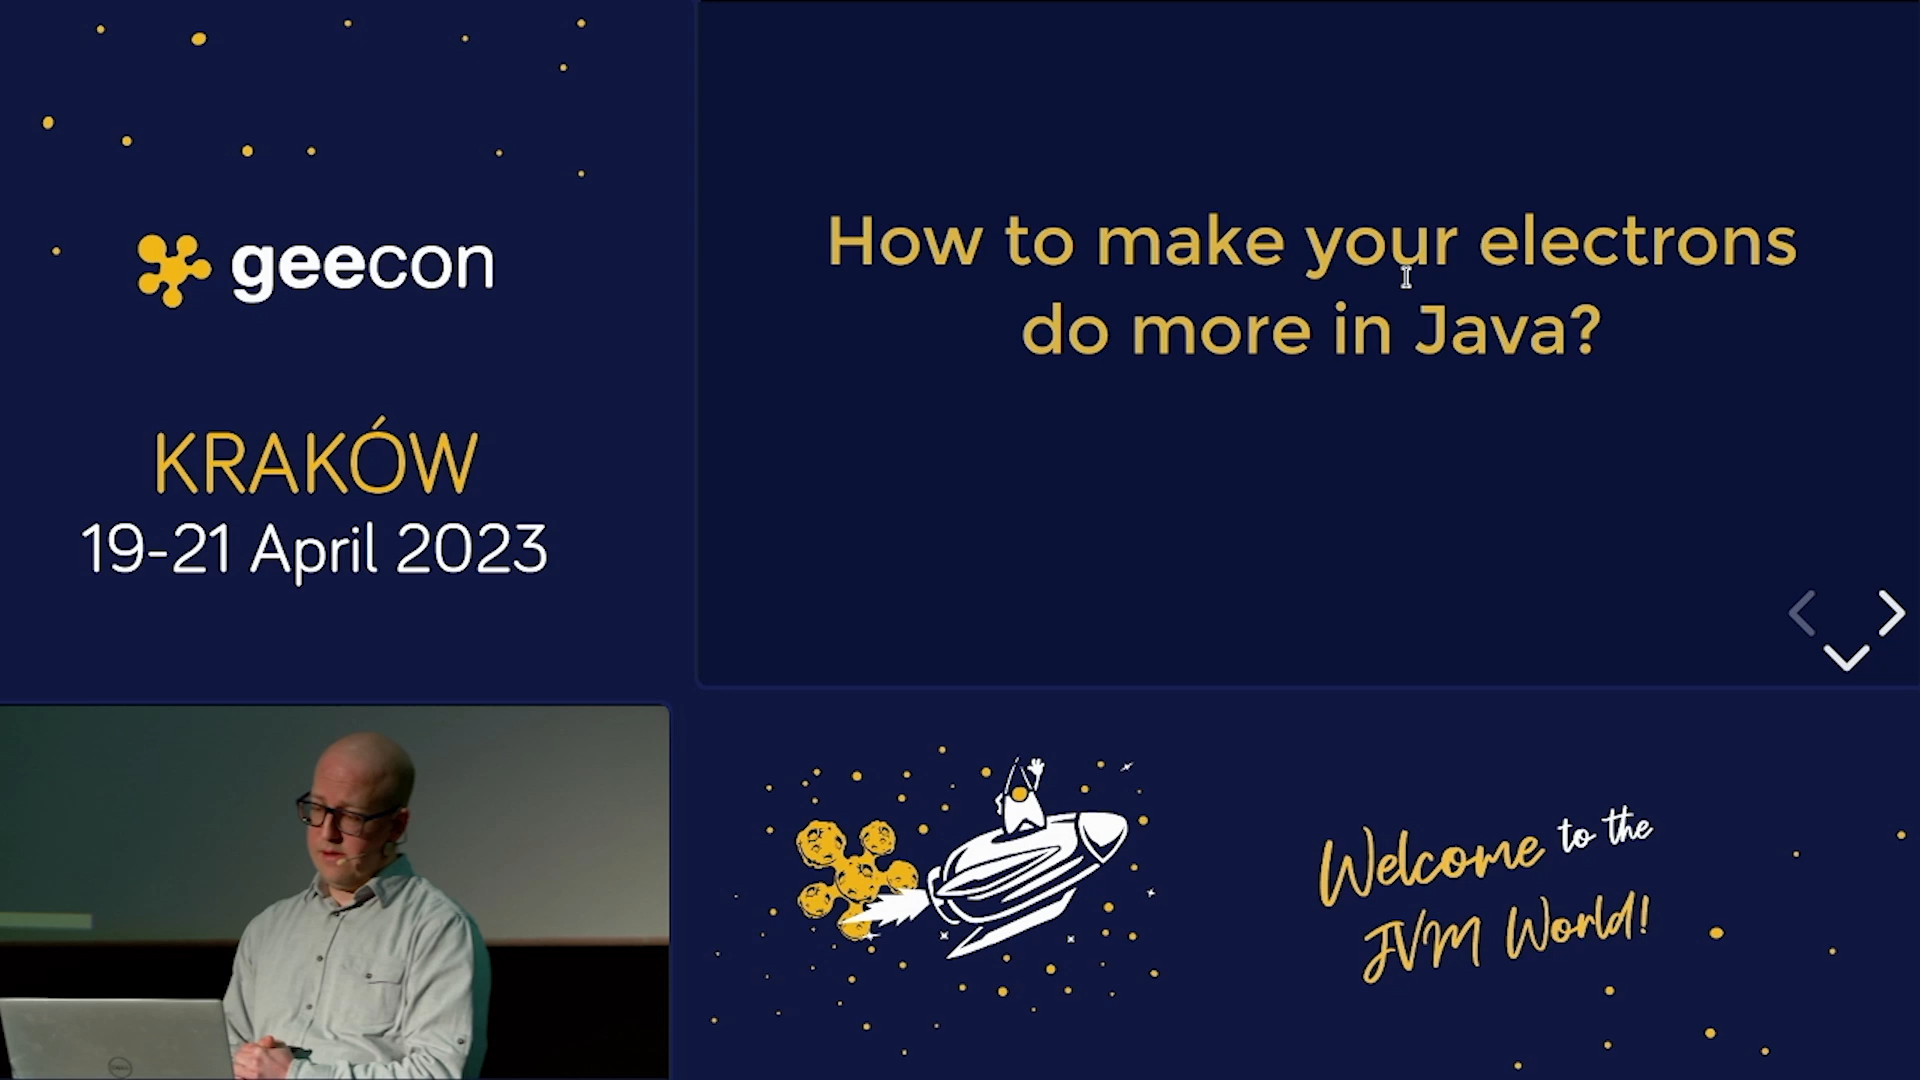 geecon
KRAKÓW
19-21 April 2023
How to make your electrons
do more in Java?
Welcome to the
JVM World!
DELL